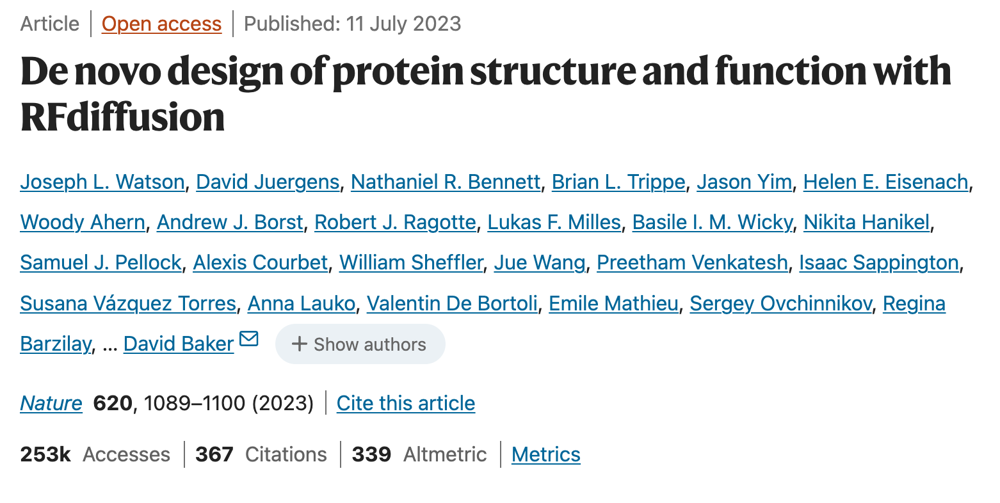 Article | Open access | Published: 11 July 2023
De novo design of protein structure and function with
RFdiffusion
Joseph L. Watson, David Juergens, Nathaniel R. Bennett, Brian L. Trippe, Jason Yim, Helen E. Eisenach,
Woody Ahern, Andrew J. Borst, Robert J. Ragotte, Lukas F. Milles, Basile I. M. Wicky, Nikita Hanikel,
Samuel J. Pellock, Alexis Courbet, William Sheffler, Jue Wang, Preetham Venkatesh, Isaac Sappington,
Susana Vázquez Torres, Anna Lauko, Valentin De Bortoli, Emile Mathieu, Sergey Ovchinnikov, Regina
Barzilay, ... David Baker + Show authors
Nature 620, 1089–1100 (2023) | Cite this article
253k Accesses | 367 Citations | 339 Altmetric | Metrics